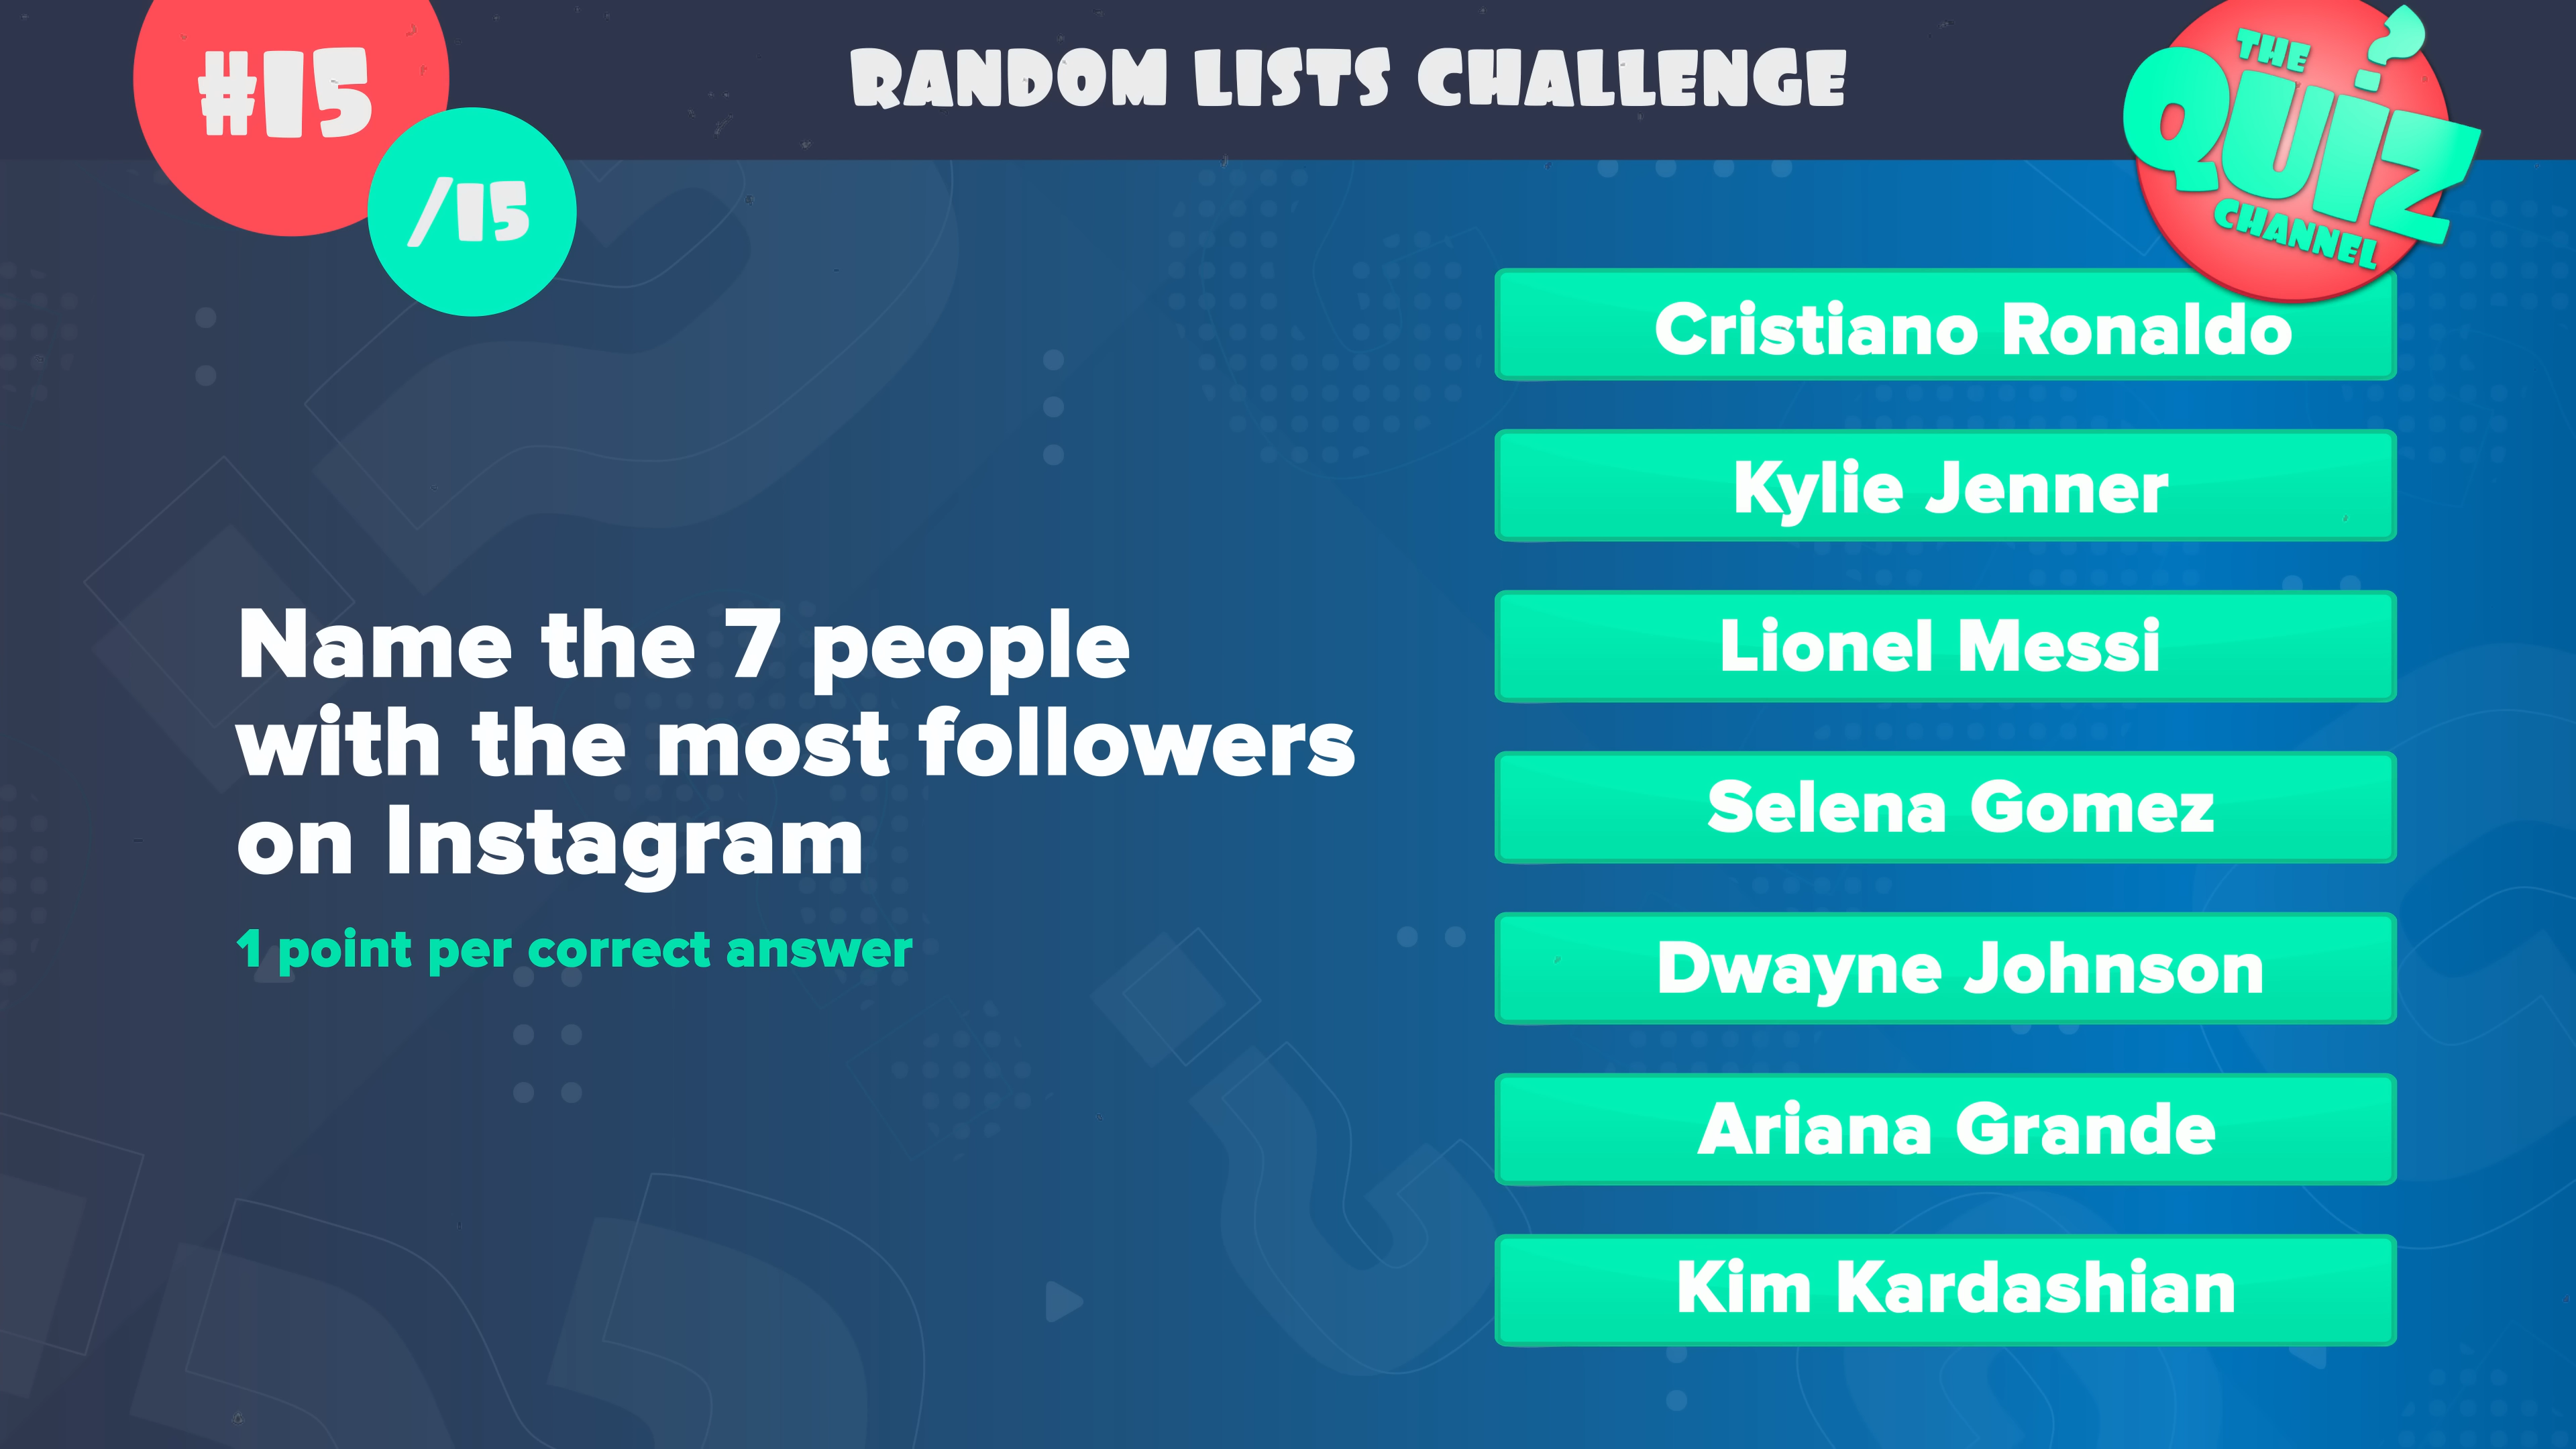 #15
/15
RANDOM LISTS CHALLENGE
THE
QUIZ
CHANNEL
Name the 7 people
with the most followers
on Instagram
1 point per correct answer
Cristiano Ronaldo
Kylie Jenner
Lionel Messi
Selena Gomez
Dwayne Johnson
Ariana Grande
Kim Kardashian